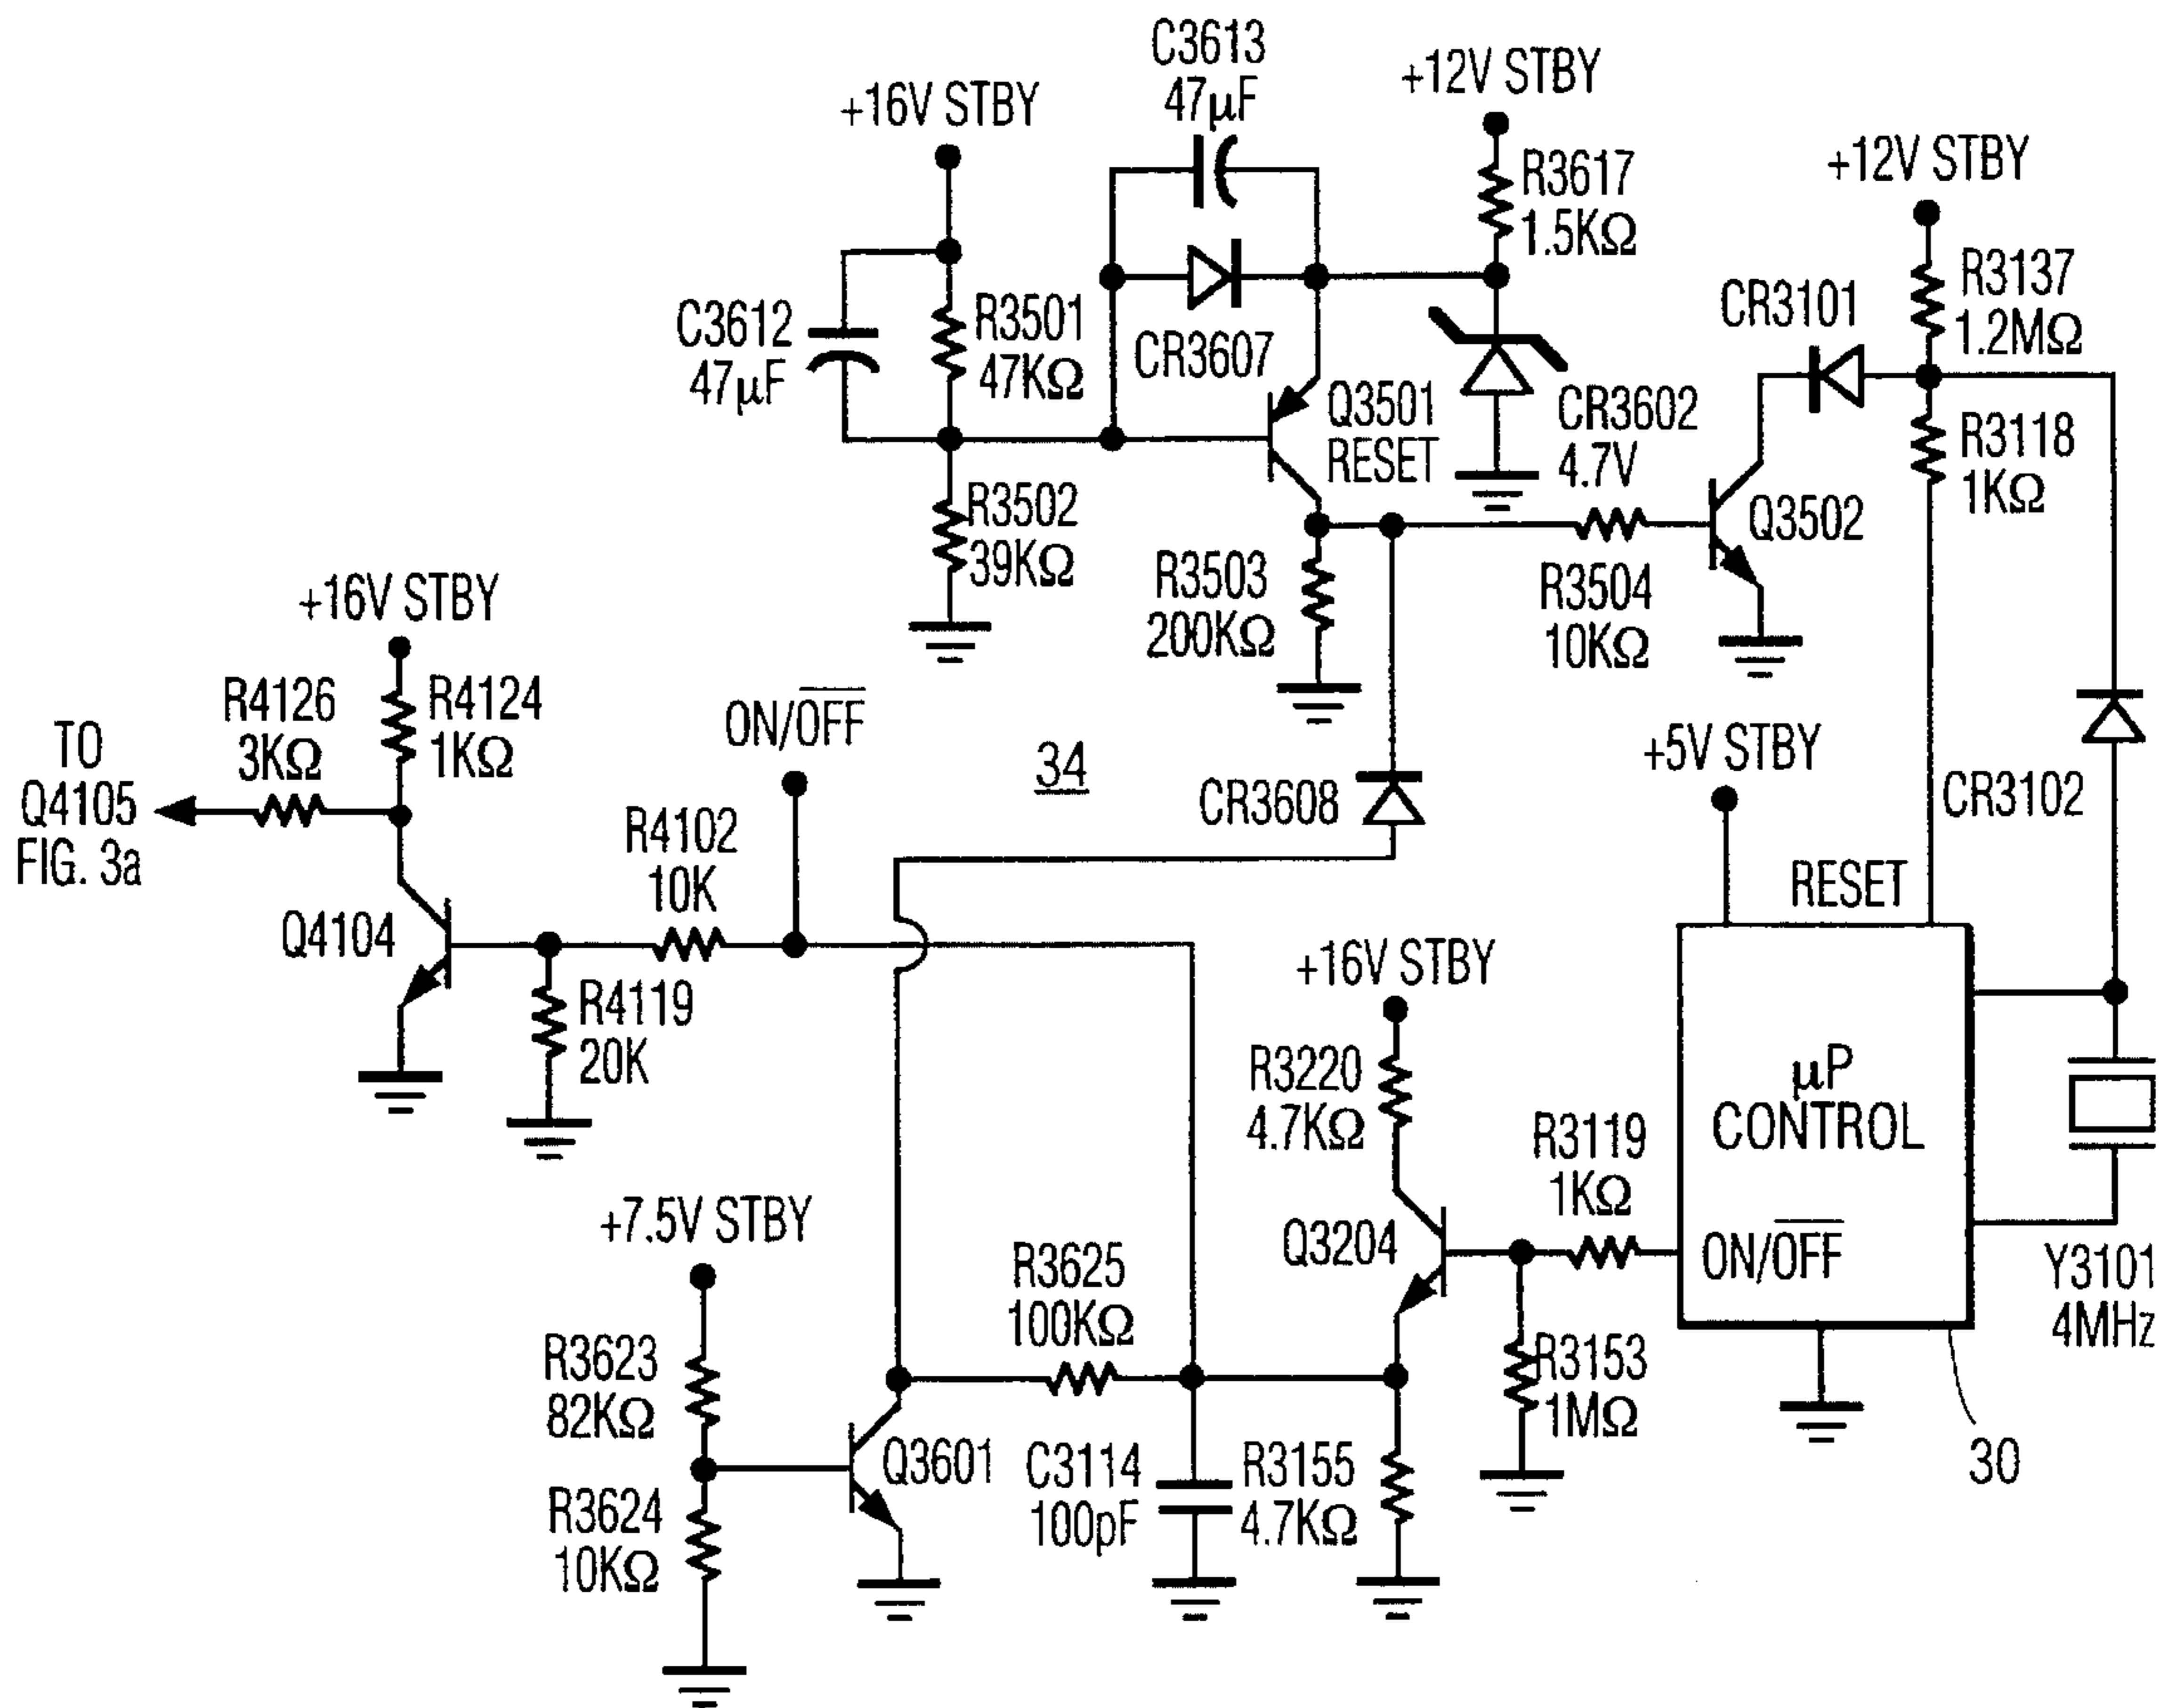 C3613
47µF
+16V STBY
+12V STBY
R3617
1.5KΩ
+12V STBY
C3612
47µF
R3501
47KΩ
CR3607
Q3501
RESET
CR3602
4.7V
CR3101
R3137
1.2MΩ
R3118
1KΩ
R3502
39KΩ
R3503
200KΩ
R3504
10KΩ
Q3502
+16V STBY
R4126
3KΩ
R4124
1KΩ
TO
Q4105
FIG. 3a
ON/O̅F̅F̅
34
+5V STBY
CR3608
CR3102
R4102
10K
RESET
Q4104
R4119
20K
+16V STBY
R3220
4.7KΩ
µP
CONTROL
R3119
1KΩ
ON/O̅F̅F̅
Y3101
4MHz
+7.5V STBY
Q3204
R3625
100KΩ
R3623
82KΩ
R3153
1MΩ
Q3601
C3114
100pF
R3155
4.7KΩ
30
R3624
10KΩ